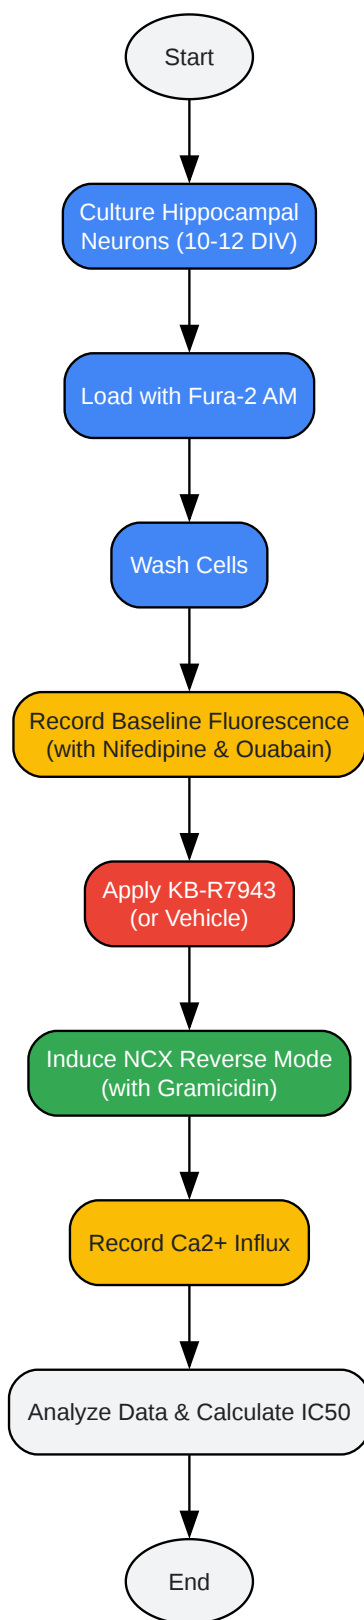 Start
Culture Hippocampal
Neurons (10-12 DIV)
Load with Fura-2 AM
Wash Cells
Record Baseline Fluorescence
(with Nifedipine & Ouabain)
Apply KB-R7943
(or Vehicle)
Induce NCX Reverse Mode
(with Gramicidin)
Record Ca2+ Influx
Analyze Data & Calculate IC50
End